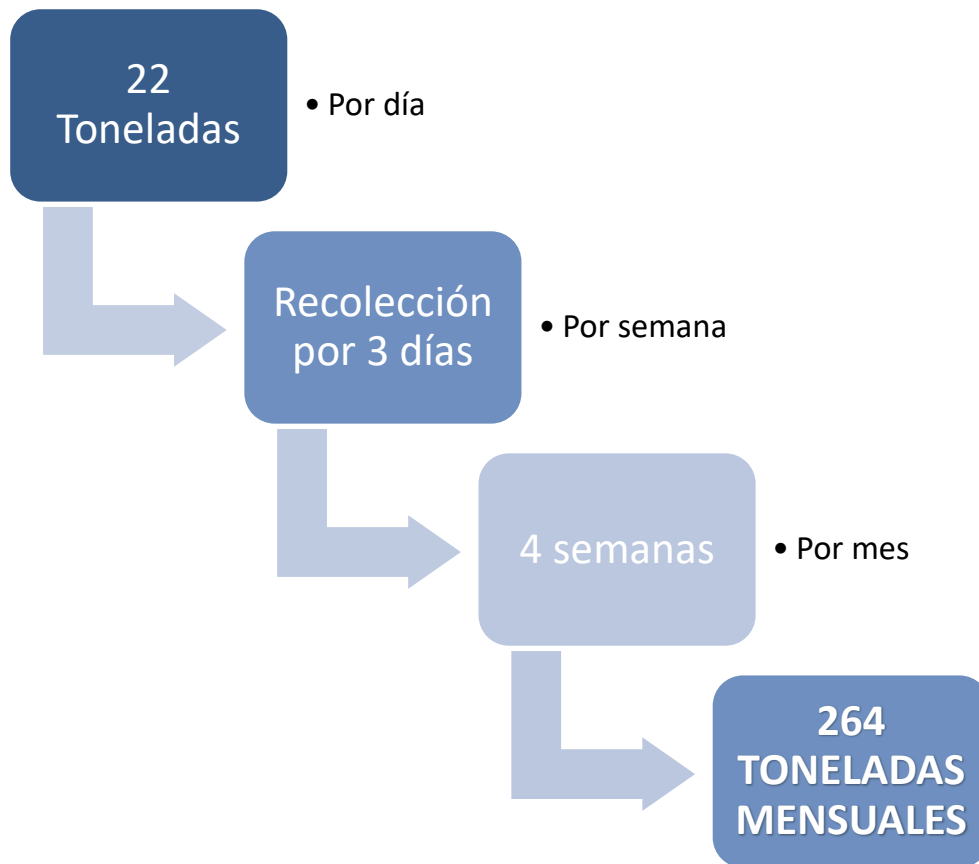 22
Toneladas
• Por día
Recolección
por 3 días
• Por semana
4 semanas
• Por mes
264
TONELADAS
MENSUALES